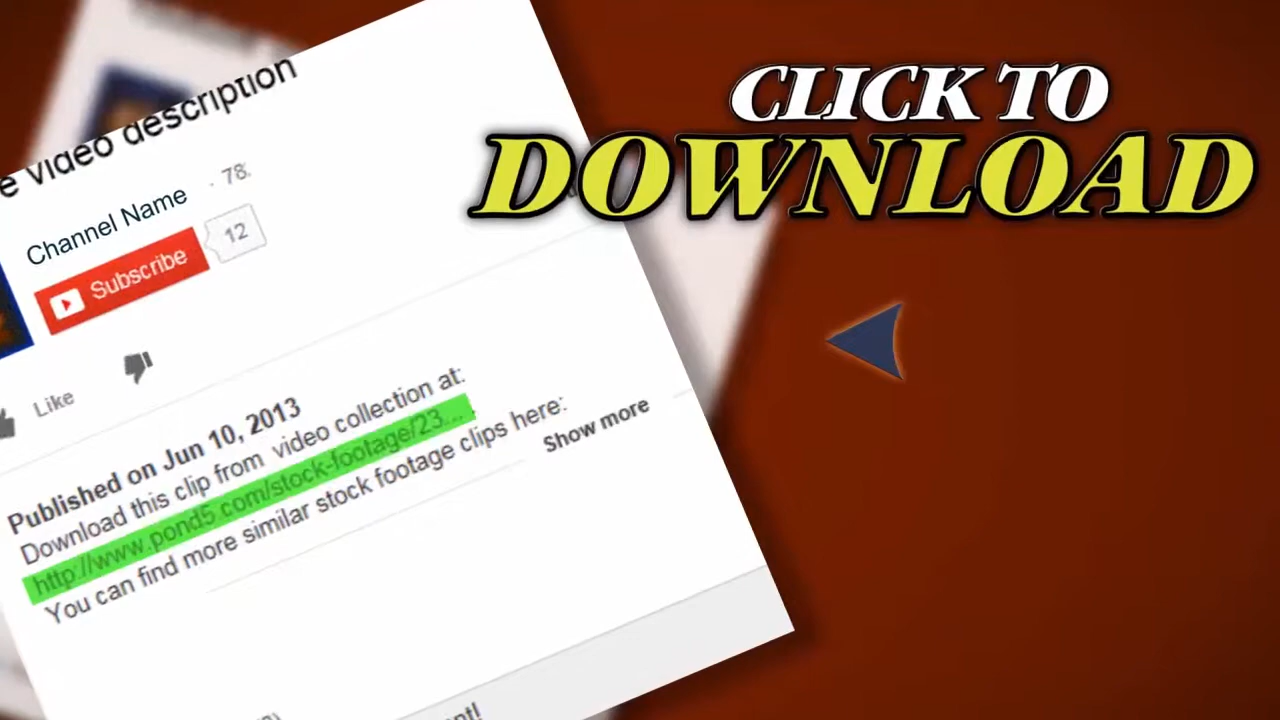 CLICK TO
DOWNLOAD
e video description
Channel Name
78
Subscribe
12
Like
Published on Jun 10, 2013
Download this clip from video collection at:
http://www.pond5.com/stock-footage/23...
You can find more similar stock footage clips here:
Show more